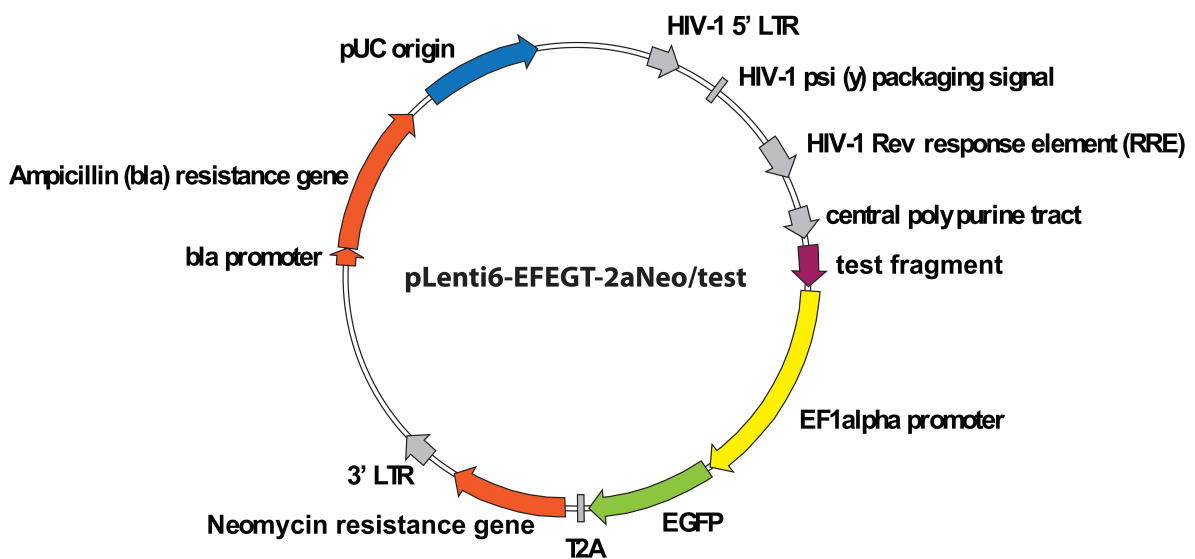 HIV-1 5’ LTR
pUC origin
HIV-1 psi (y) packaging signal
HIV-1 Rev response element (RRE)
Ampicillin (bla) resistance gene
central poly purine tract
bla promoter
test fragment
pLenti6-EFEGT-2aNeo/test
EF1alpha promoter
3’ LTR
Neomycin resistance gene
EGFP
T2A